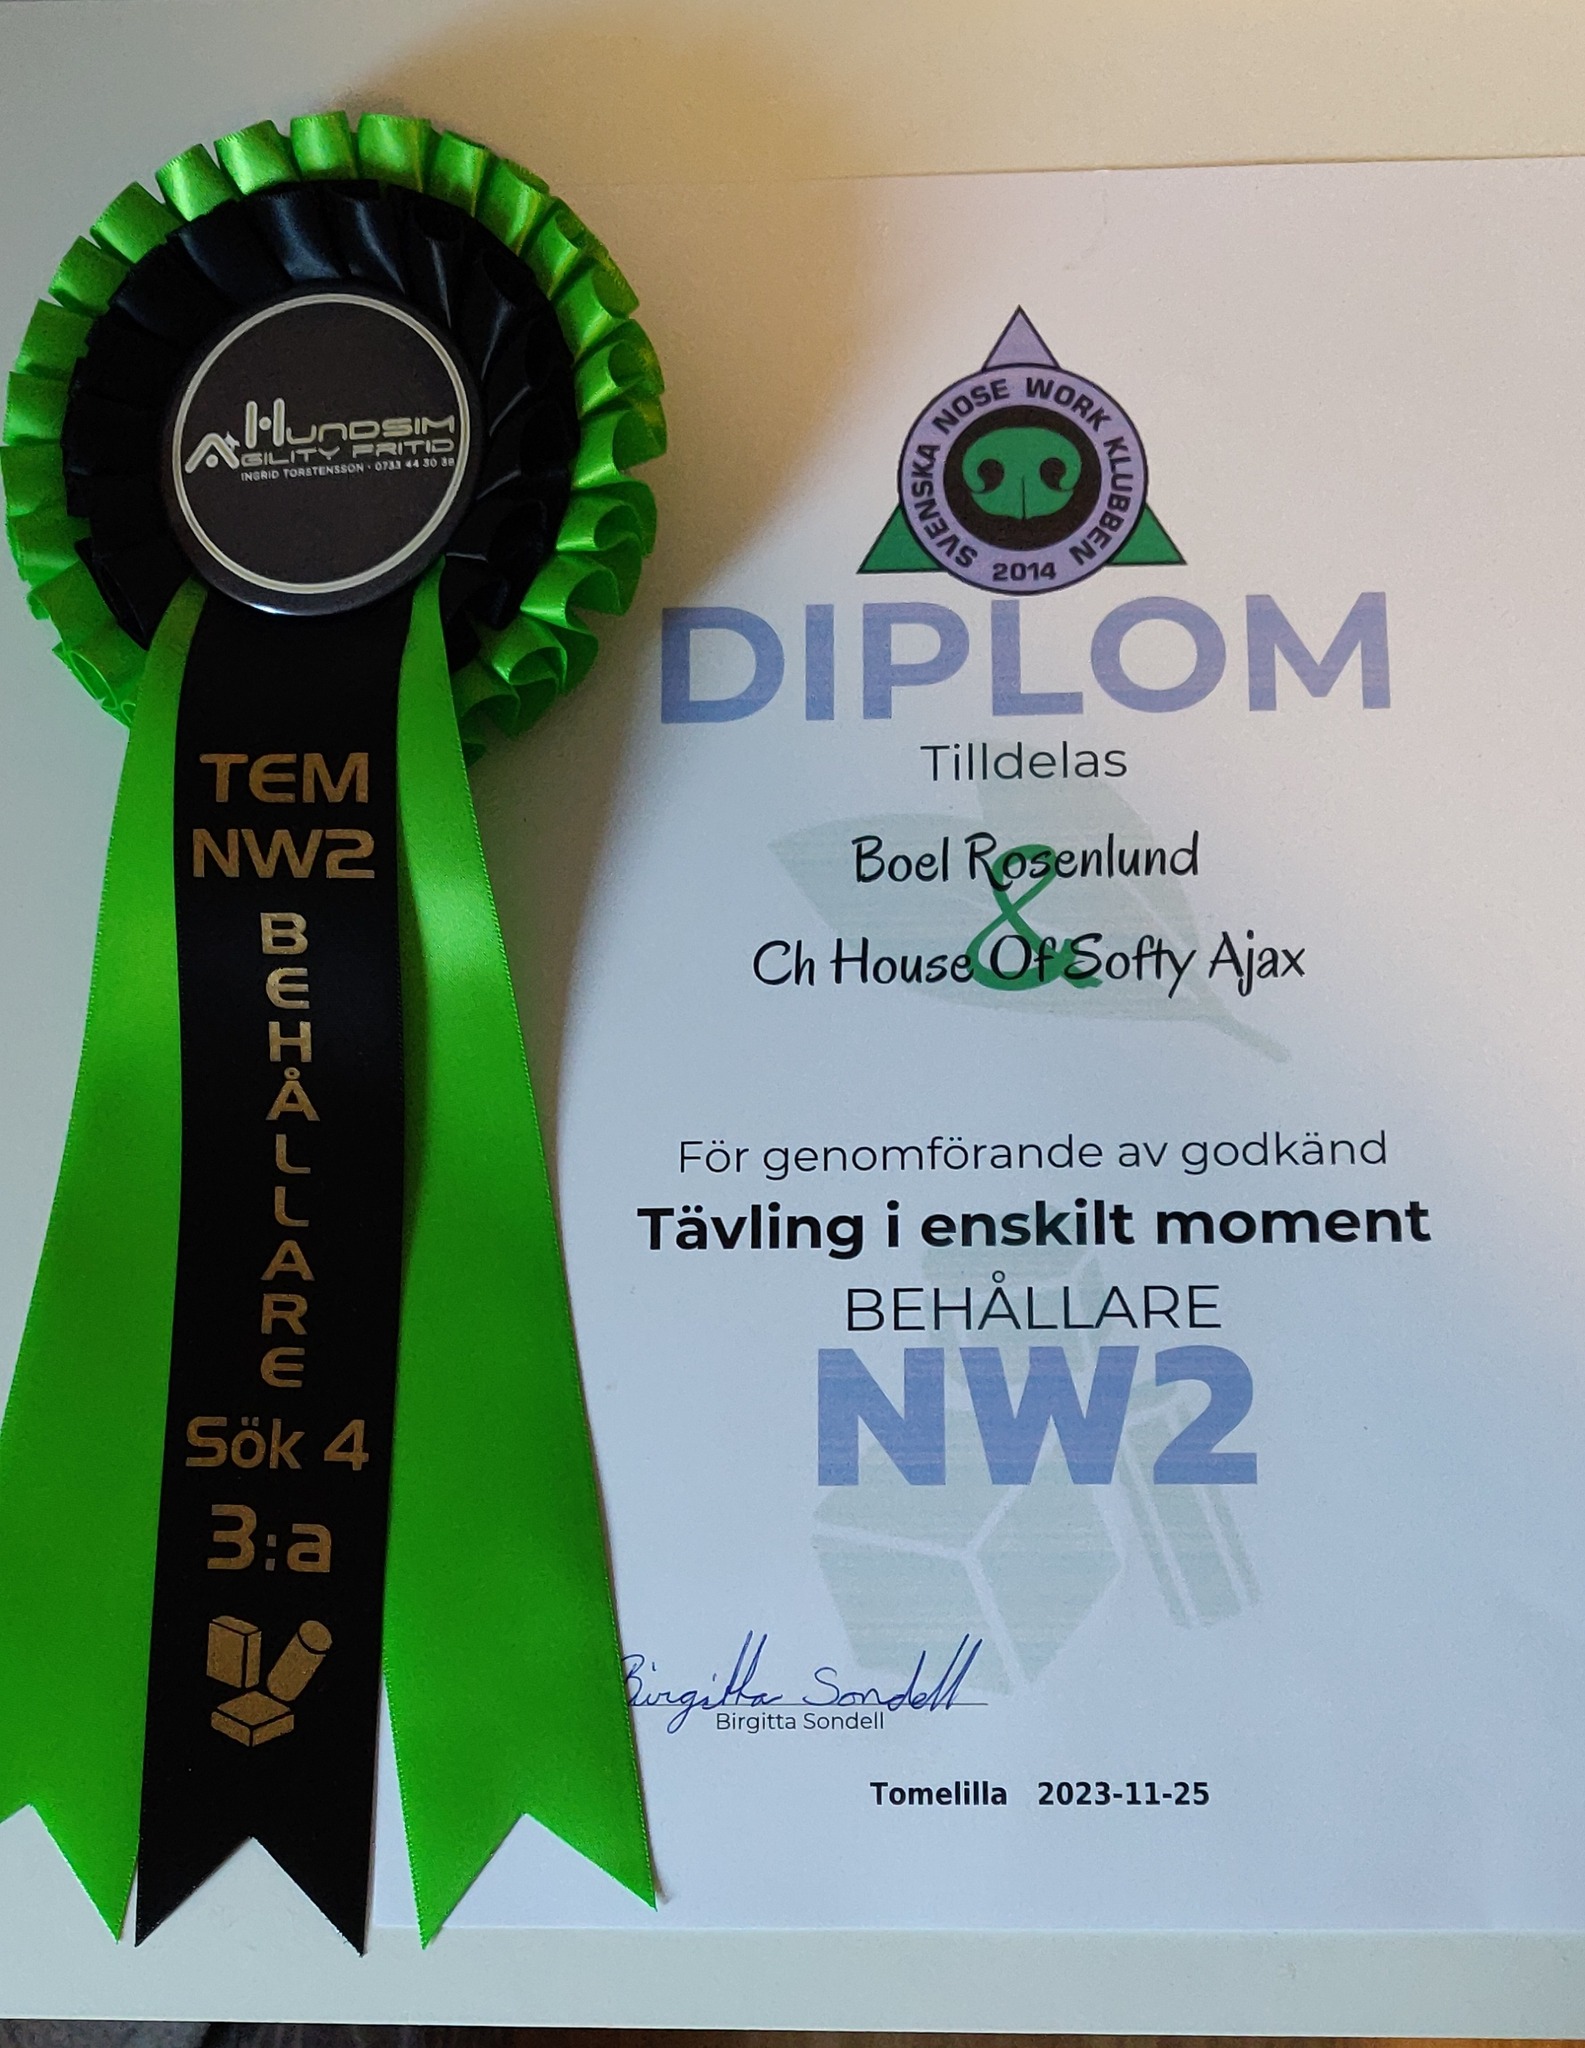 HUNDSIM
AGILITY FRITID
INGRID TORSTENSSON · 0733 44 30 38
TEM
NW2
BEHÅLLARE
Sök 4
3:a
SVENSKA NOSE WORK KLUBBEN
2014
DIPLOM
Tilldelas
Boel Rosenlund
&
Ch House Of Softy Ajax
För genomförande av godkänd
Tävling i enskilt moment
BEHÅLLARE
NW2
Birgitta Sondell
Birgitta Sondell
Tomelilla 2023-11-25